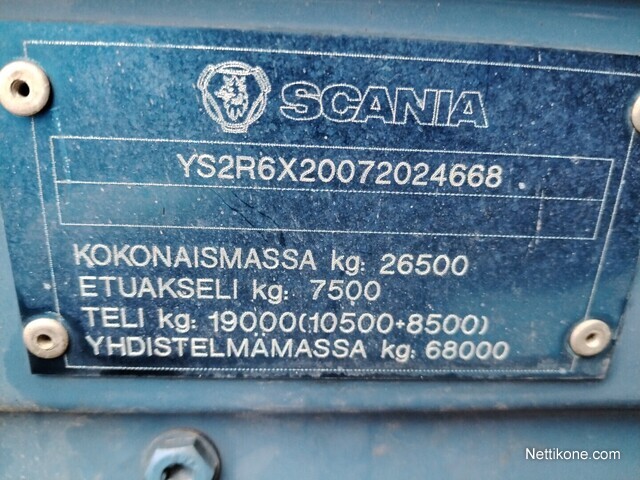 SCANIA
YS2R6X20072024668
KOKONAISMASSA kg: 26500
ETUAKSELI kg: 7500
TELI kg: 19000(10500+8500)
YHDISTELMÄMASSA kg: 68000
Nettikone.com